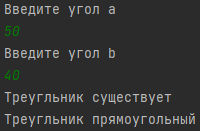 Введите угол a
50
Введите угол b
40
Треугльник существует
Треугльник прямоугольный